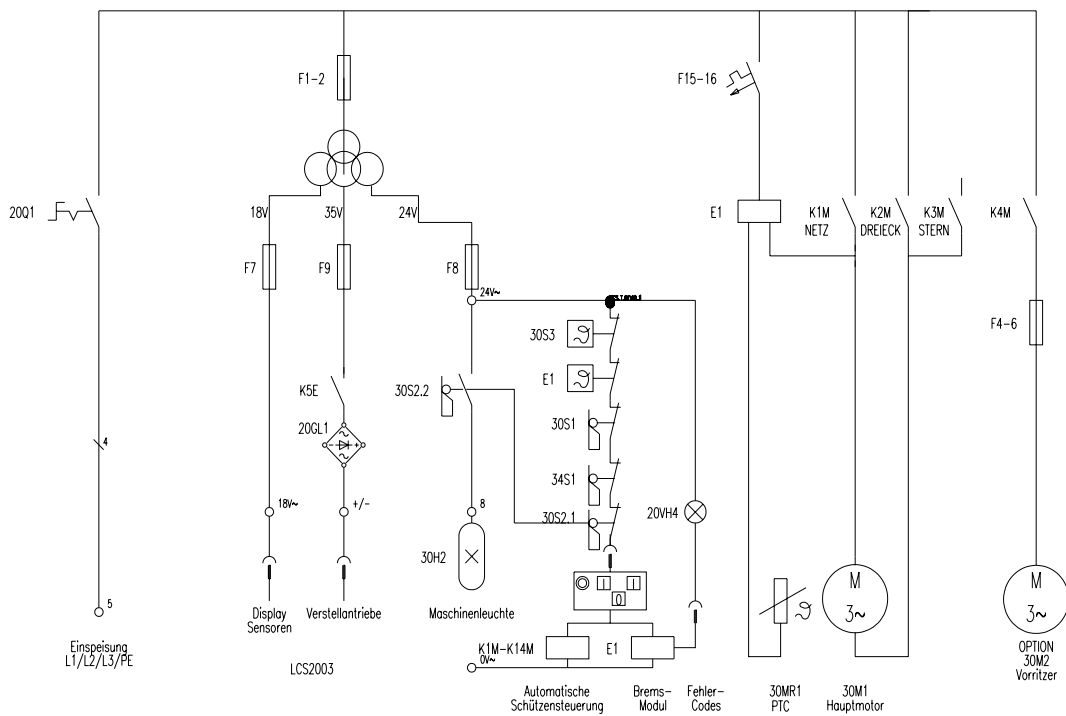 F1-2
F15-16
20Q1
18V
35V
24V
E1
K1M
NETZ
K2M
DREIECK
K3M
STERN
K4M
F7
F9
F8
24V~
30S3
F4-6
E1
K5E
30S2.2
20GL1
30S1
4
34S1
18V~
+/-
8
30S2.1
20VH4
30H2
M
3~
M
3~
5
Display
Sensoren
Verstellantriebe
Maschinenleuchte
Einspeisung
L1/L2/L3/PE
LCS2003
K1M-K14M
0V~
E1
OPTION
30M2
Vorritzer
Automatische
Schützensteuerung
Brems-
Modul
Fehler-
Codes
30MR1
PTC
30M1
Hauptmotor